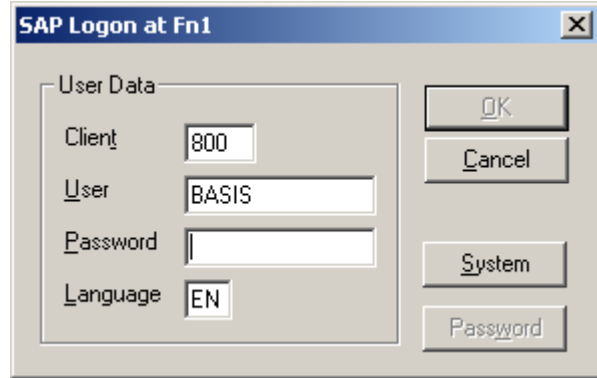 SAP Logon at Fn1
User Data
Client 800
User BASIS
Password
Language EN
OK
Cancel
System
Password